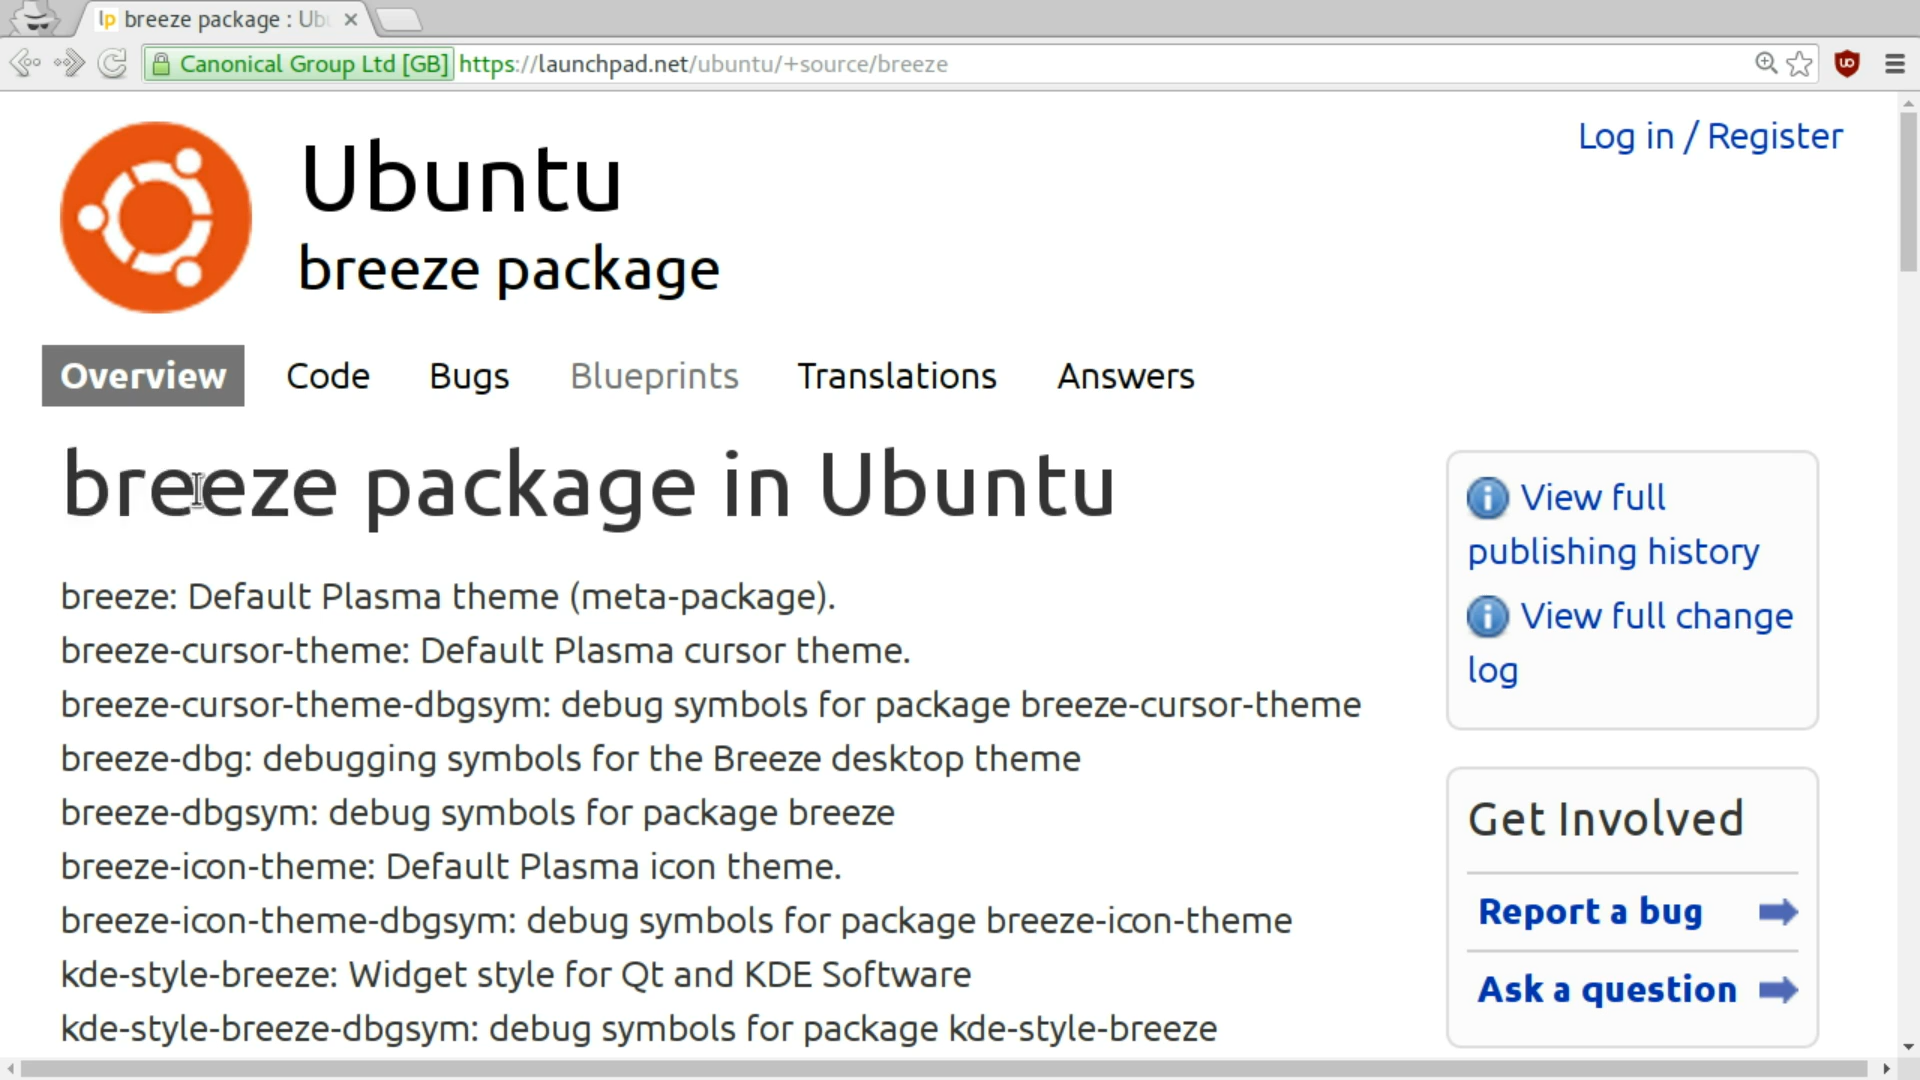 breeze package : Ub
Canonical Group Ltd [GB] https://launchpad.net/ubuntu/+source/breeze
Log in / Register
Ubuntu
breeze package
Overview Code Bugs Blueprints Translations Answers
breeze package in Ubuntu
breeze: Default Plasma theme (meta-package).
breeze-cursor-theme: Default Plasma cursor theme.
breeze-cursor-theme-dbgsym: debug symbols for package breeze-cursor-theme
breeze-dbg: debugging symbols for the Breeze desktop theme
breeze-dbgsym: debug symbols for package breeze
breeze-icon-theme: Default Plasma icon theme.
breeze-icon-theme-dbgsym: debug symbols for package breeze-icon-theme
kde-style-breeze: Widget style for Qt and KDE Software
kde-style-breeze-dbgsym: debug symbols for package kde-style-breeze
View full
publishing history
View full change
log
Get Involved
Report a bug
Ask a question